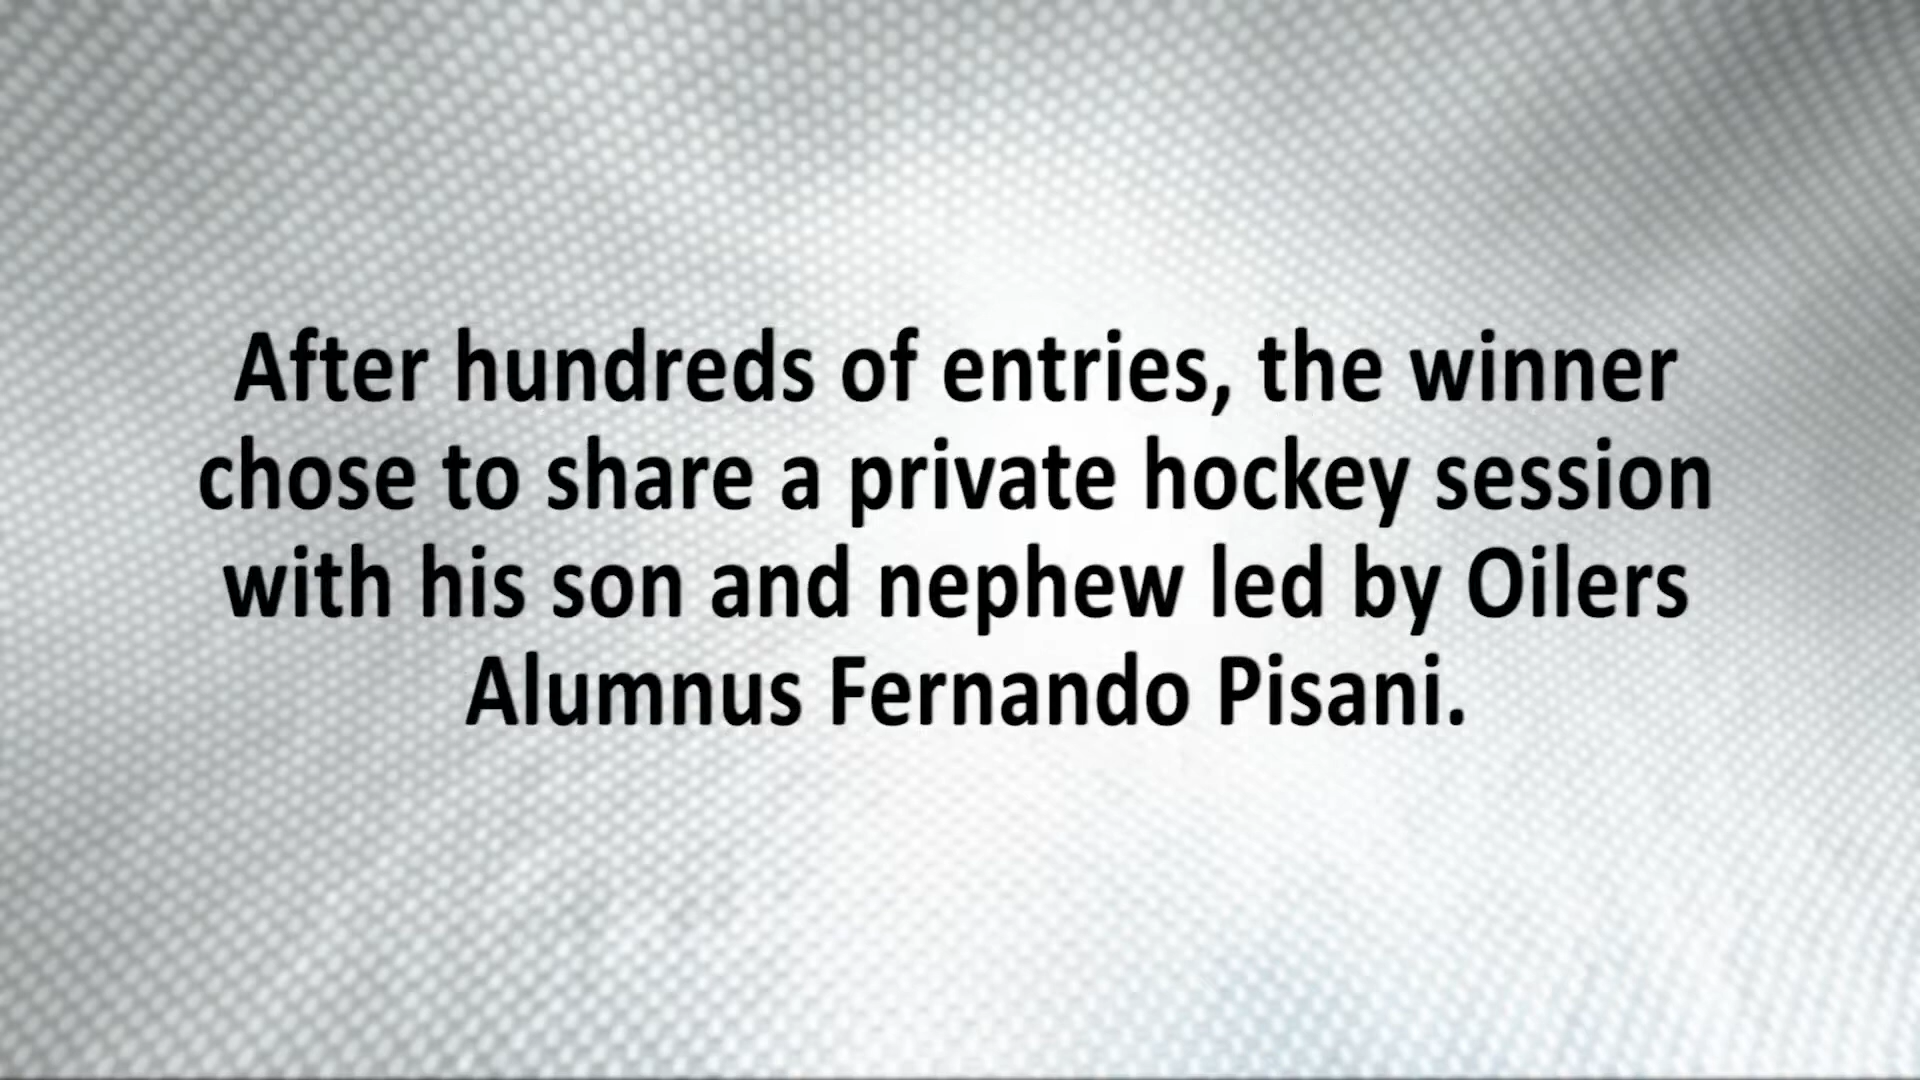 After hundreds of entries, the winner
chose to share a private hockey session
with his son and nephew led by Oilers
Alumnus Fernando Pisani.